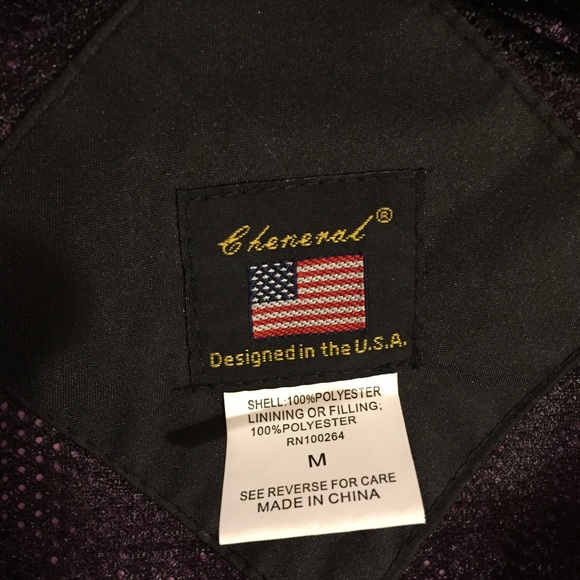 Cheneral®
Designed in the U.S.A.
SHELL:100%POLYESTER
LINING OR FILLING;
100%POLYESTER
RN100264
M
SEE REVERSE FOR CARE
MADE IN CHINA